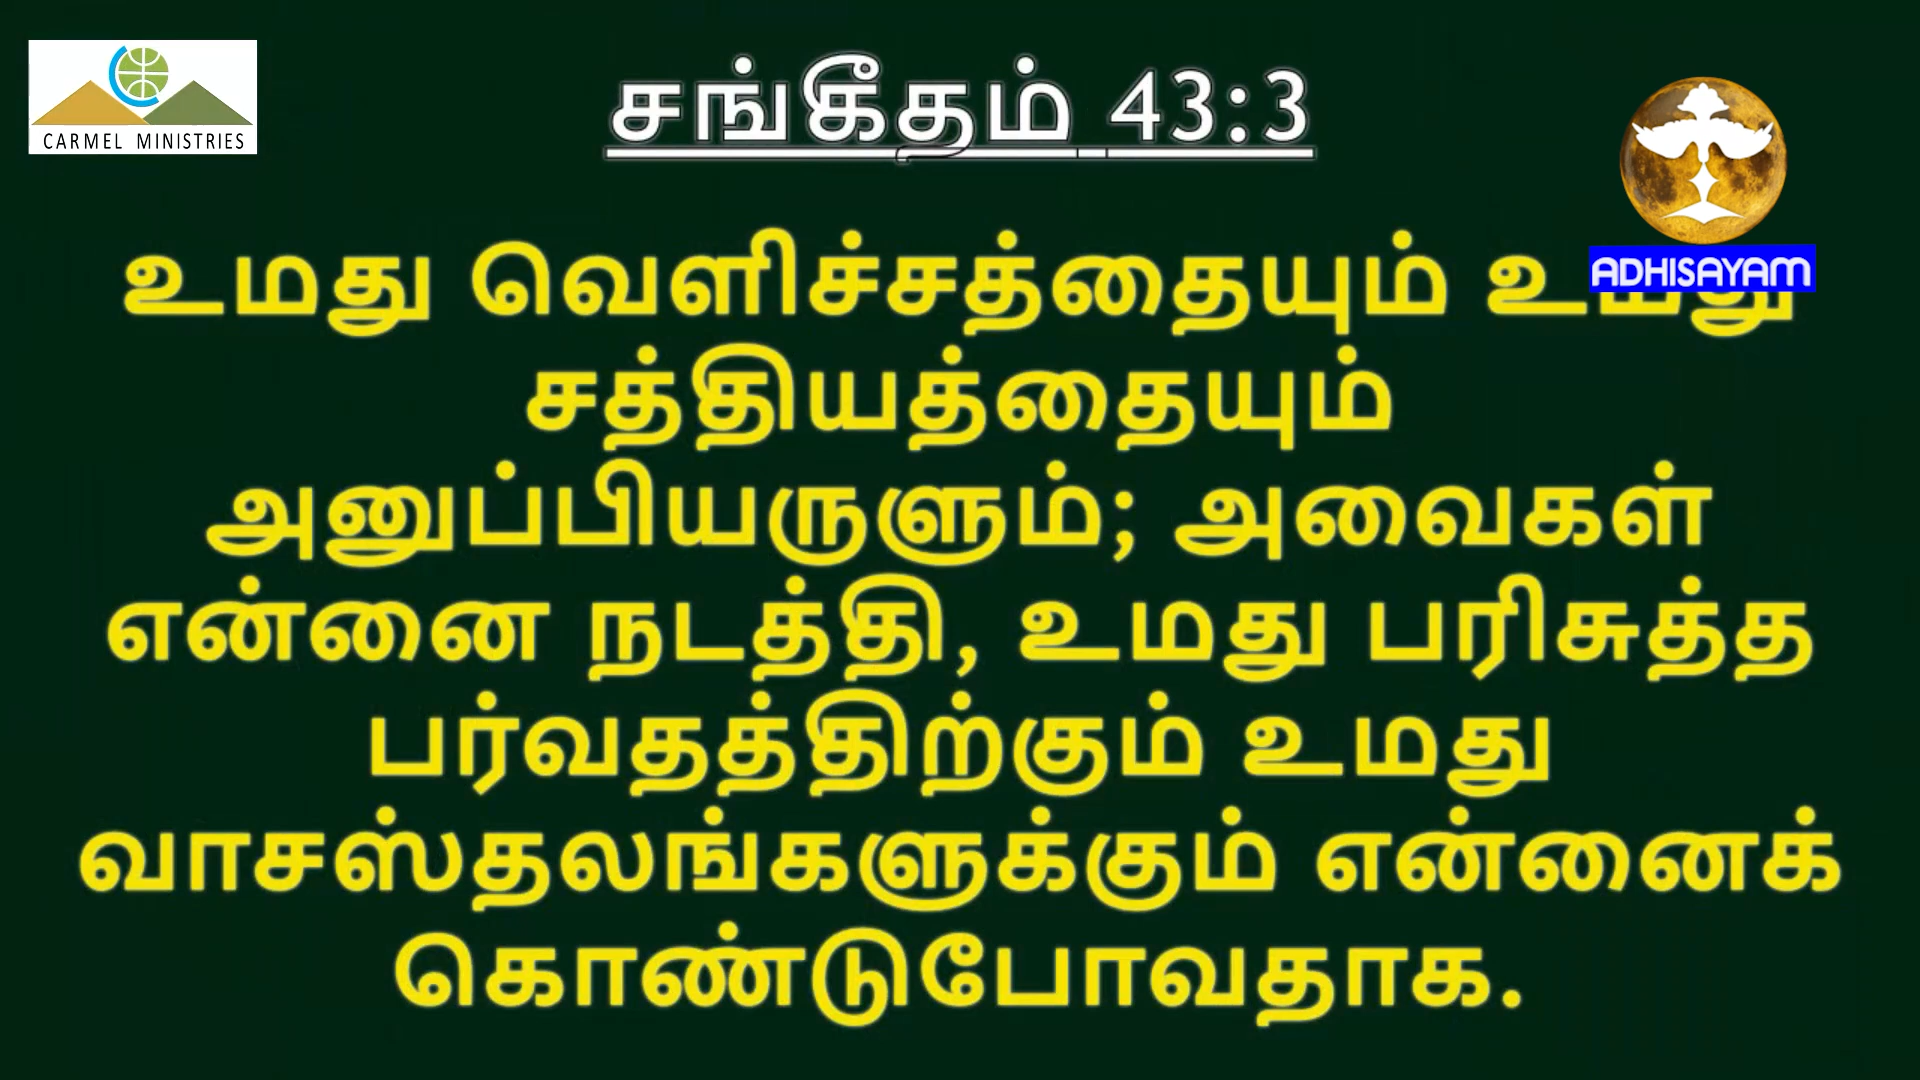 CARMEL MINISTRIES
சங்கீதம் 43:3
ADHISAYAM
உமது வெளிச்சத்தையும் உமது
சத்தியத்தையும்
அனுப்பியருளும்; அவைகள்
என்னை நடத்தி, உமது பரிசுத்த
பர்வதத்திற்கும் உமது
வாசஸ்தலங்களுக்கும் என்னைக்
கொண்டுபோவதாக.